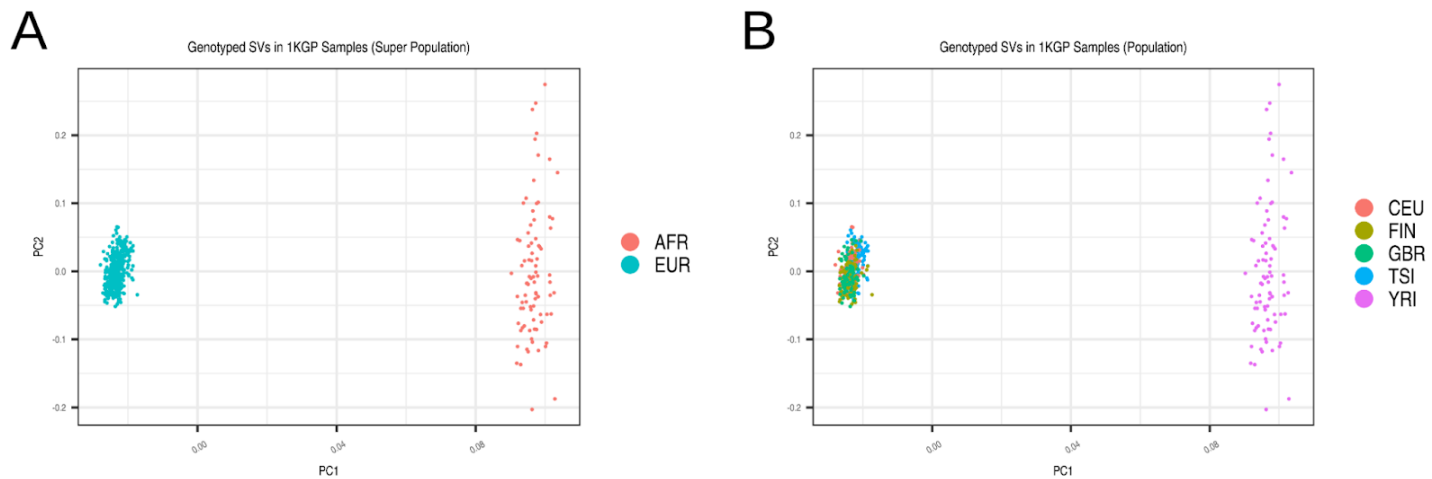 A
Genotyped SVs in 1KGP Samples (Super Population)
PC2
0.2
0.1
0.0
-0.1
-0.2
0.00
0.04
0.08
PC1
AFR
EUR
B
Genotyped SVs in 1KGP Samples (Population)
PC2
0.2
0.1
0.0
-0.1
-0.2
0.00
0.04
0.08
PC1
CEU
FIN
GBR
TSI
YRI